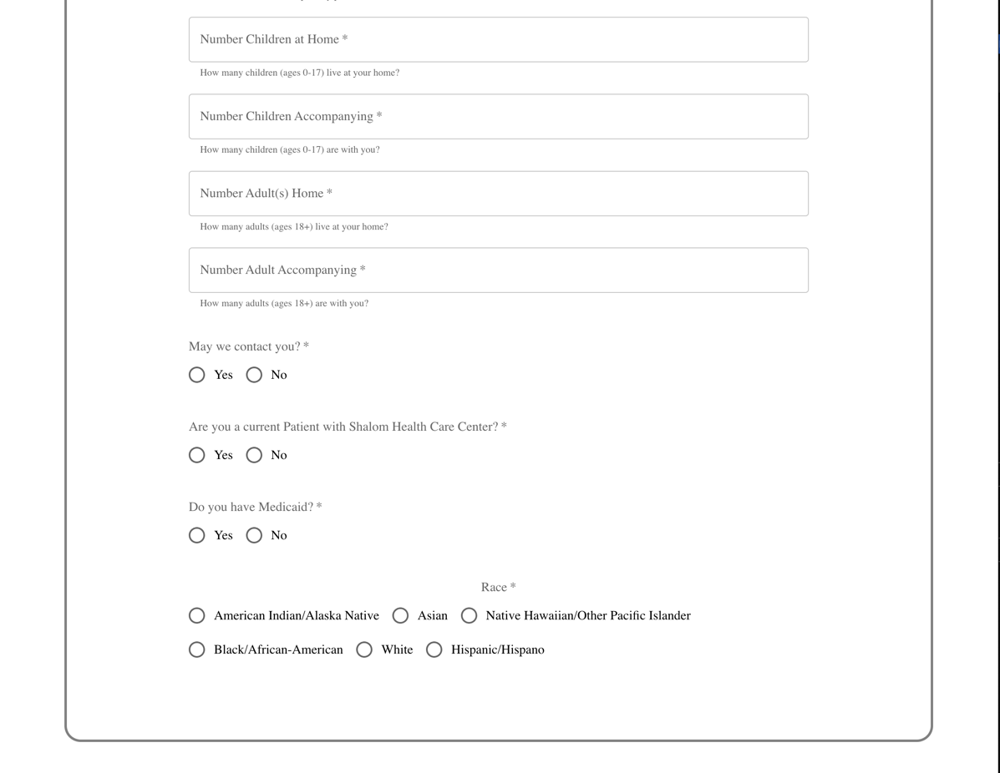 Number Children at Home *
How many children (ages 0-17) live at your home?
Number Children Accompanying *
How many children (ages 0-17) are with you?
Number Adult(s) Home *
How many adults (ages 18+) live at your home?
Number Adult Accompanying *
How many adults (ages 18+) are with you?
May we contact you? *
Yes No
Are you a current Patient with Shalom Health Care Center? *
Yes No
Do you have Medicaid? *
Yes No
Race *
American Indian/Alaska Native Asian Native Hawaiian/Other Pacific Islander
Black/African-American White Hispanic/Hispano